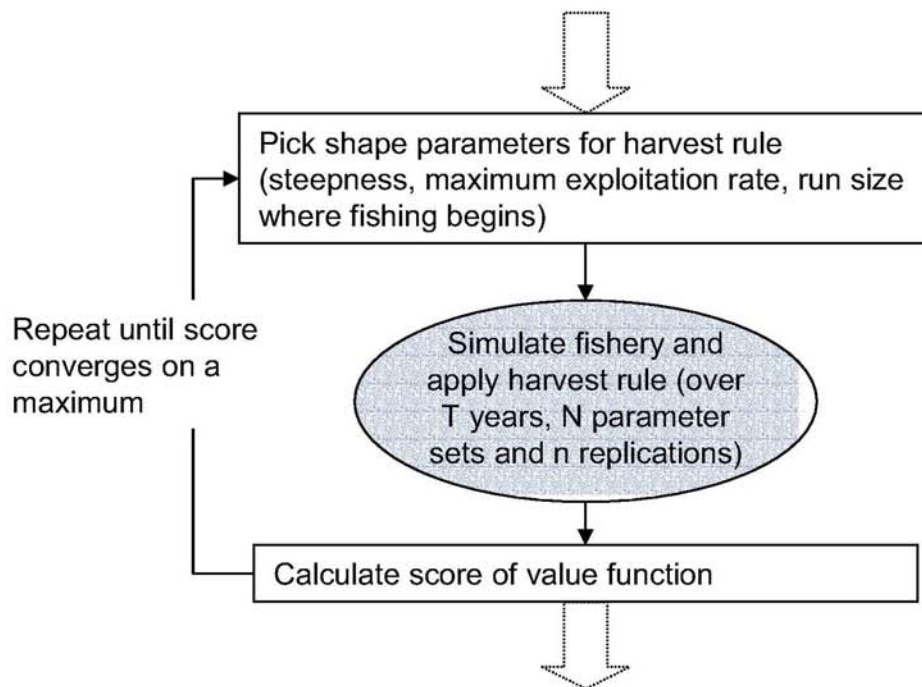 Pick shape parameters for harvest rule
(steepness, maximum exploitation rate, run size
where fishing begins)
Repeat until score
converges on a
maximum
Simulate fishery and
apply harvest rule (over
T years, N parameter
sets and n replications)
Calculate score of value function